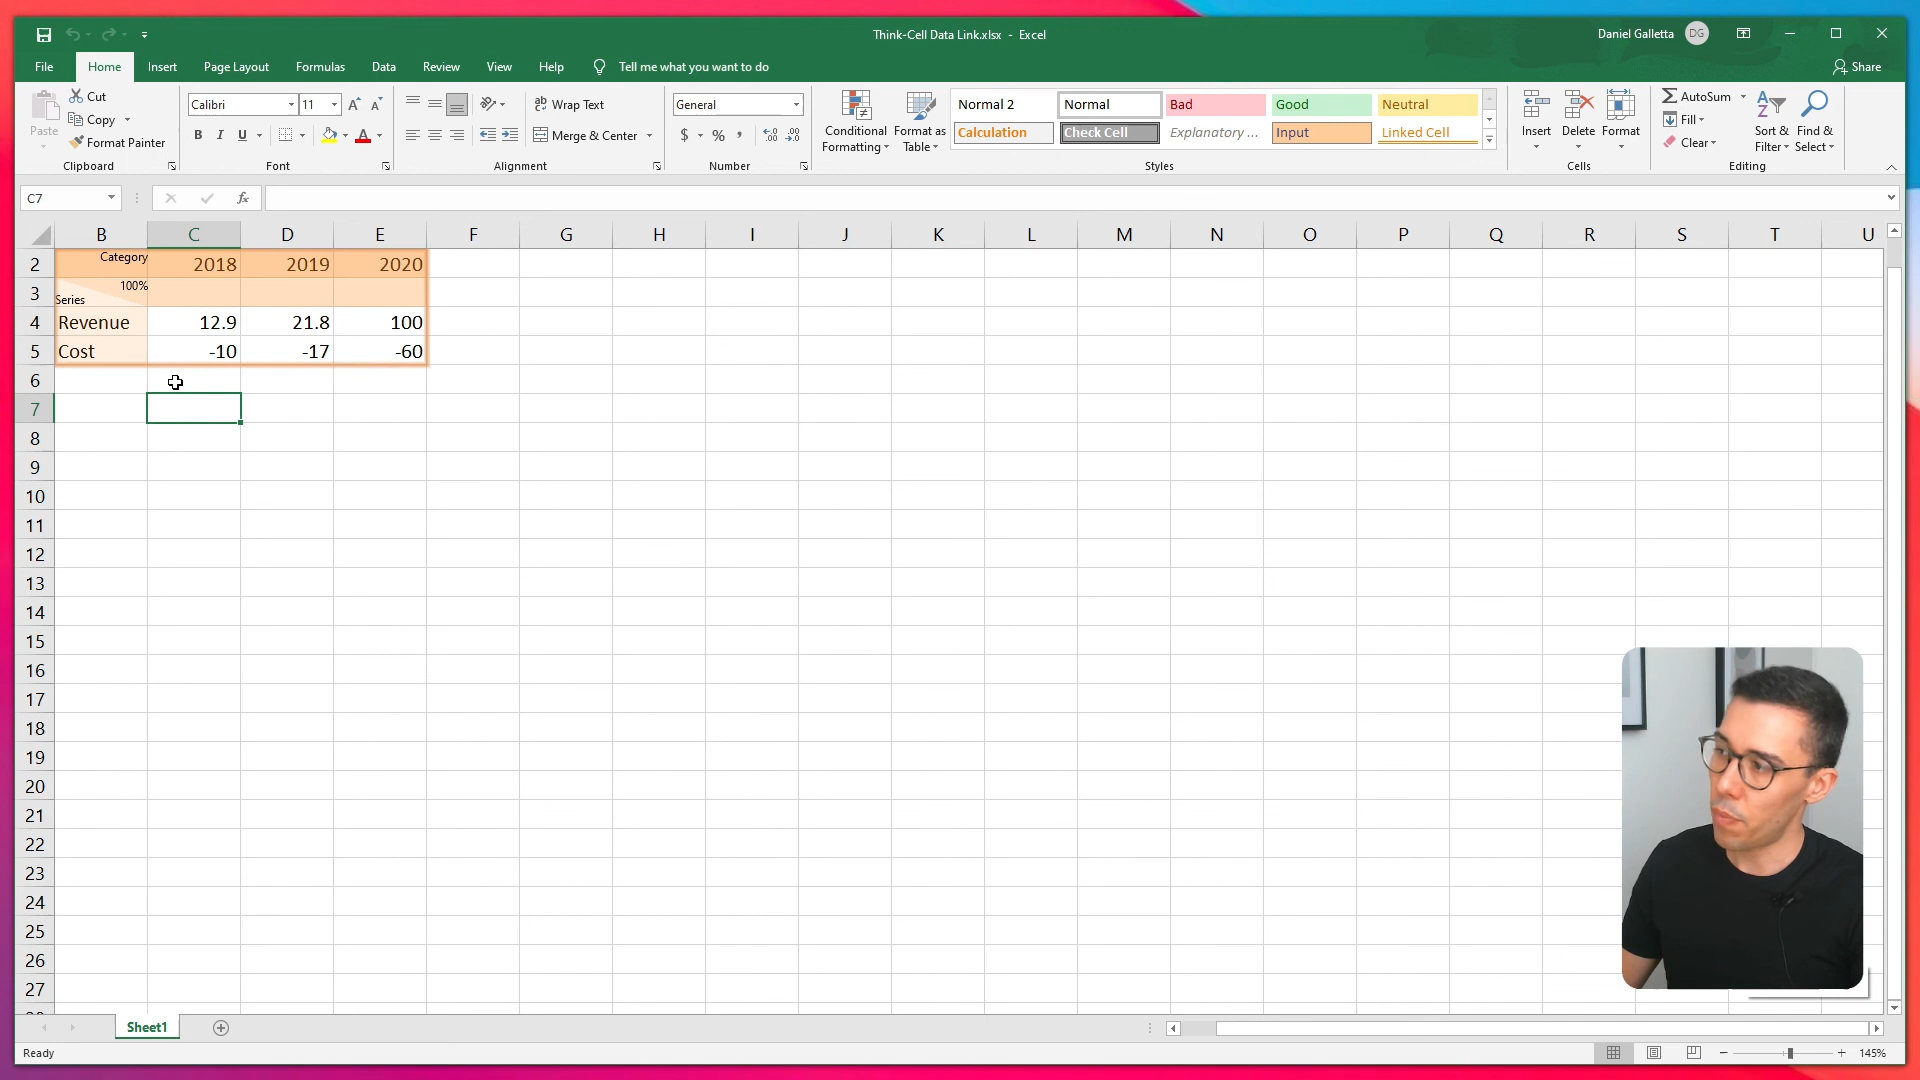 Think-Cell Data Link.xlsx - Excel
Daniel Galletta DG
File Home Insert Page Layout Formulas Data Review View Help Tell me what you want to do Share
Paste
Cut
Copy
Format Painter
Clipboard
Calibri 11 A A
B I U A
Font
Wrap Text
Merge & Center
Alignment
General
$ % ,
Number
Conditional Formatting
Format as Table
Normal 2 Normal Bad Good Neutral
Calculation Check Cell Explanatory ... Input Linked Cell
Styles
Insert Delete Format
Cells
AutoSum
Fill
Clear
Sort & Filter
Find & Select
Editing
C7 fx
B C D E F G H I J K L M N O P Q R S T U
2 Category 2018 2019 2020
3 100%
Series
4 Revenue 12.9 21.8 100
5 Cost -10 -17 -60
6
7
8
9
10
11
12
13
14
15
16
17
18
19
20
21
22
23
24
25
26
27
Sheet1
Ready
145%